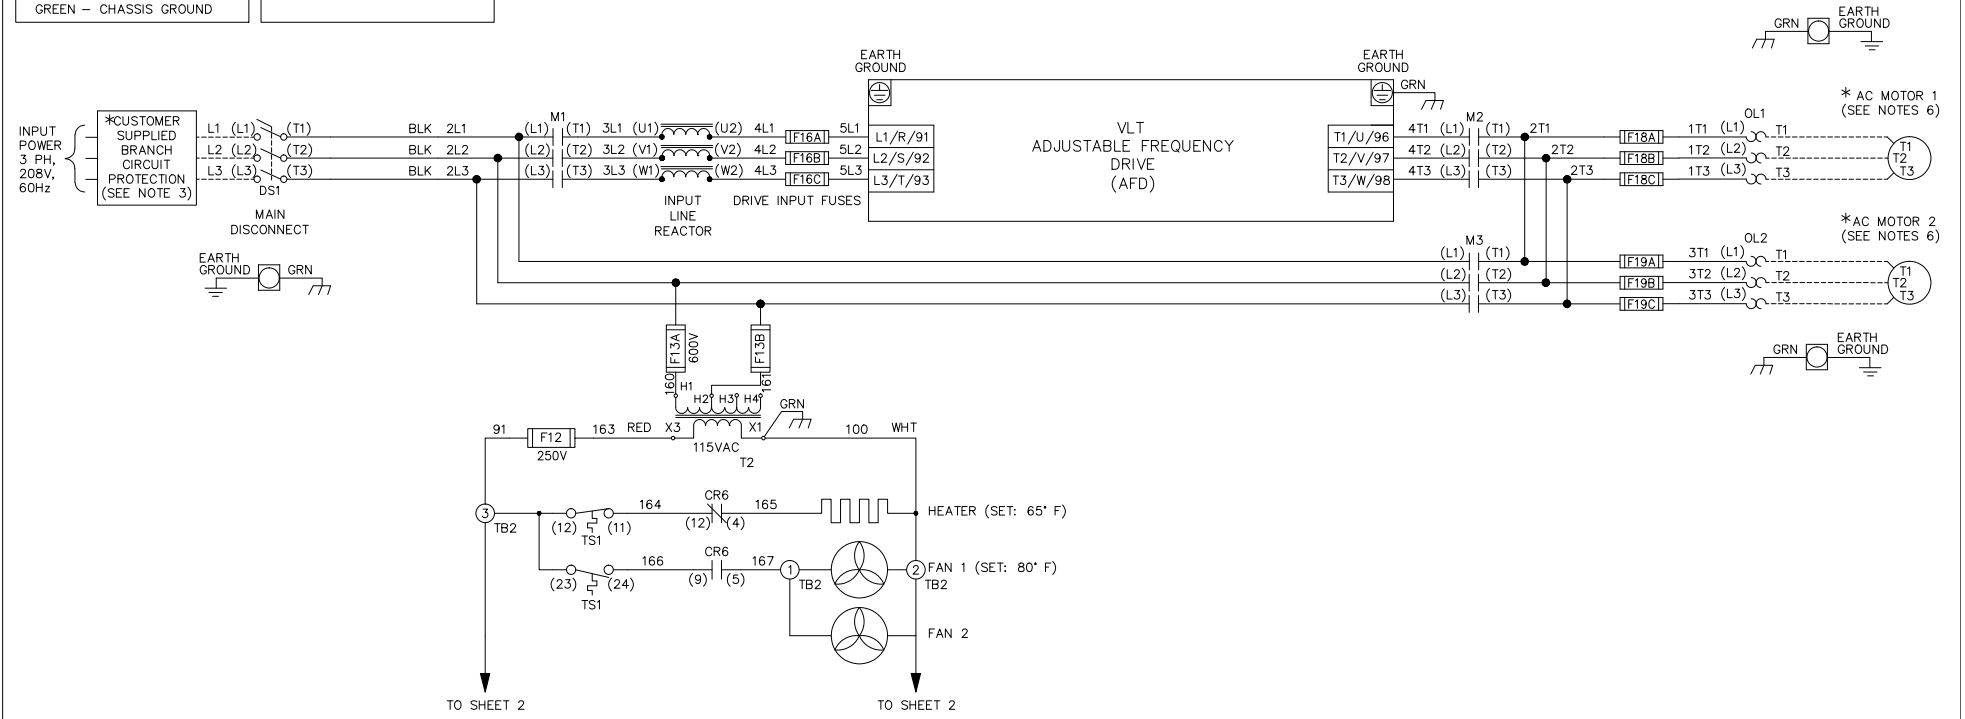 GREEN – CHASSIS GROUND
GRN
EARTH
GROUND
EARTH
GROUND
EARTH
GROUND
GRN
INPUT
POWER
3 PH,
208V,
60Hz
*CUSTOMER
SUPPLIED
BRANCH
CIRCUIT
PROTECTION
(SEE NOTE 3)
L1 (L1) (T1) BLK 2L1 (L1) M1 (T1) 3L1 (U1) (U2) 4L1 F16A 5L1 L1/R/91
L2 (L2) (T2) BLK 2L2 (L2) (T2) 3L2 (V1) (V2) 4L2 F16B 5L2 L2/S/92
L3 (L3) (T3) BLK 2L3 (L3) (T3) 3L3 (W1) (W2) 4L3 F16C 5L3 L3/T/93
DS1
MAIN
DISCONNECT
INPUT
LINE
REACTOR
DRIVE INPUT FUSES
VLT
ADJUSTABLE FREQUENCY
DRIVE
(AFD)
T1/U/96 4T1 (L1) M2 (T1) 2T1 F18A 1T1 (L1) OL1 T1
T2/V/97 4T2 (L2) (T2) 2T2 F18B 1T2 (L2) T2
T3/W/98 4T3 (L3) (T3) 2T3 F18C 1T3 (L3) T3
* AC MOTOR 1
(SEE NOTES 6)
T1
T2
T3
EARTH
GROUND
GRN
*AC MOTOR 2
(SEE NOTES 6)
(L1) M3 (T1) F19A 3T1 (L1) OL2 T1
(L2) (T2) F19B 3T2 (L2) T2
(L3) (T3) F19C 3T3 (L3) T3
T1
T2
T3
GRN
EARTH
GROUND
F13A
600V
F13B
160
161
H1 H2 H3 H4
GRN
91 F12 163 RED X3 X1 100 WHT
250V
115VAC
T2
3
TB2
(12) (11) 164 CR6 (12) (4) 165
TS1
HEATER (SET: 65° F)
(23) (24) 166 CR6 (9) (5) 167 1 TB2
TS1
2
TB2
FAN 1 (SET: 80° F)
FAN 2
TO SHEET 2
TO SHEET 2